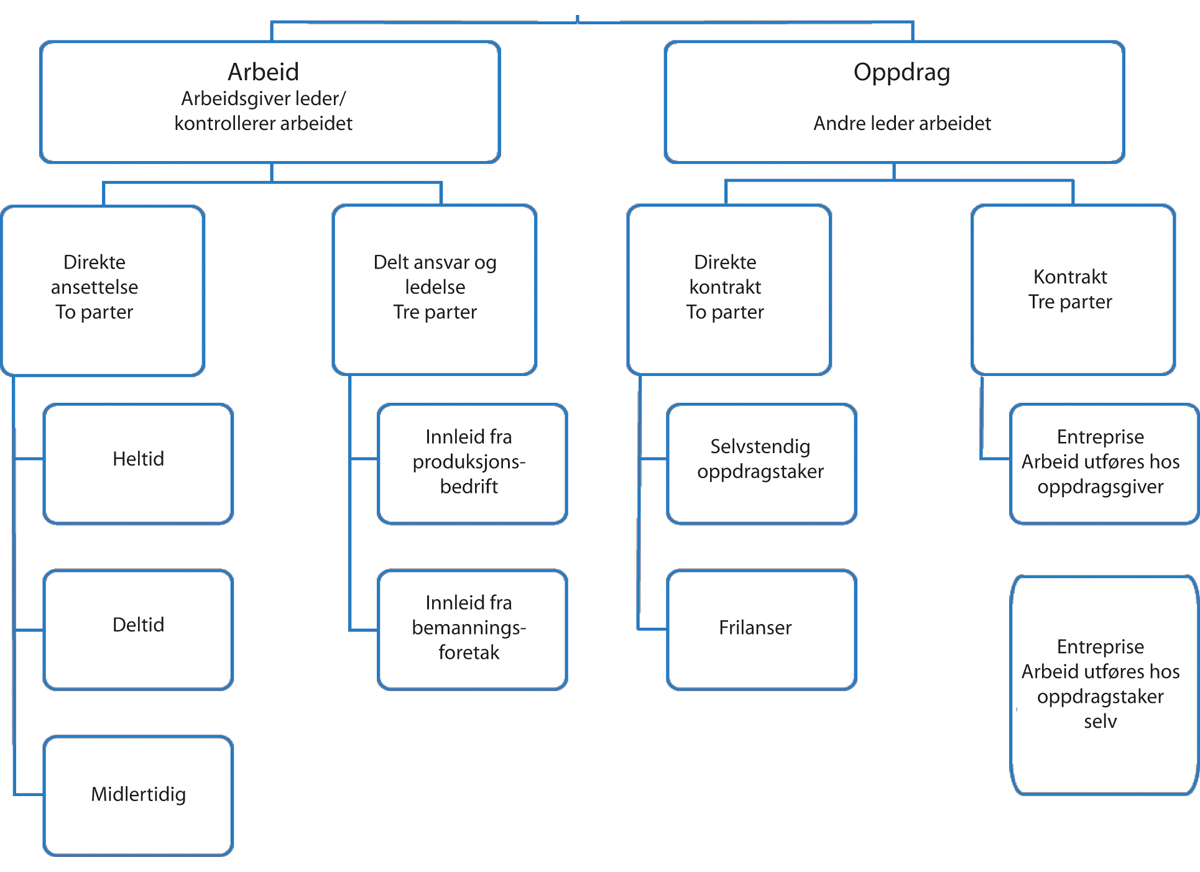 Arbeid
Arbeidsgiver leder/
kontrollerer arbeidet
Oppdrag
Andre leder arbeidet
Direkte
ansettelse
To parter
Delt ansvar og
ledelse
Tre parter
Direkte
kontrakt
To parter
Kontrakt
Tre parter
Heltid
Innleid fra
produksjons-
bedrift
Selvstendig
oppdragstaker
Entreprise
Arbeid utføres hos
oppdragsgiver
Deltid
Innleid fra
bemannings-
foretak
Frilanser
Entreprise
Arbeid utføres hos
oppdragstaker
selv
Midlertidig